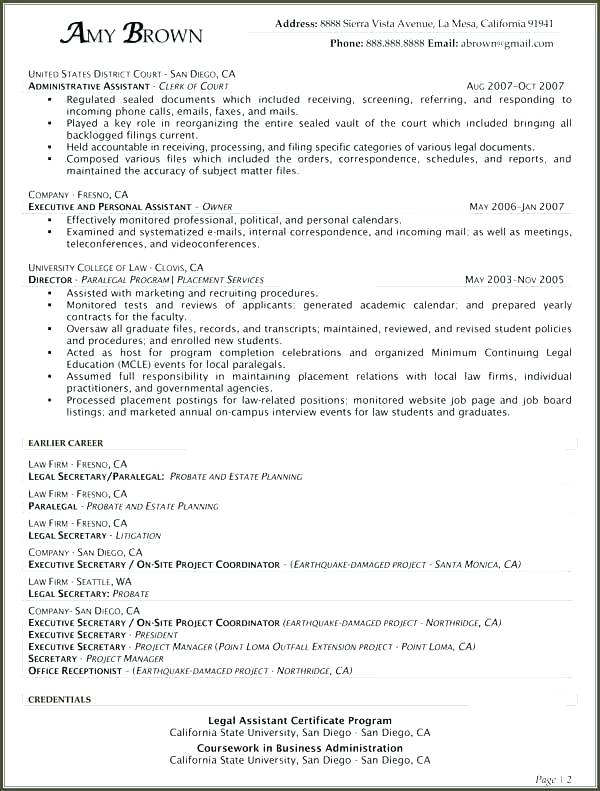 Amy Brown
Address: 8888 Sierra Vista Avenue, La Mesa, California 91941
Phone: 888.888.8888 Email: abrown@gmail.com
United States District Court - San Diego, CA
Administrative Assistant - Clerk of Court Aug 2007-Oct 2007
▪ Regulated sealed documents which included receiving, screening, referring, and responding to
incoming phone calls, emails, faxes, and mails.
▪ Played a key role in reorganizing the entire sealed vault of the court which included bringing all
backlogged filings current.
▪ Held accountable in receiving, processing, and filing specific categories of various legal documents.
▪ Composed various files which included the orders, correspondence, schedules, and reports, and
maintained the accuracy of subject matter files.
Company - Fresno, CA
Executive and Personal Assistant - Owner May 2006-Jan 2007
▪ Effectively monitored professional, political, and personal calendars.
▪ Examined and systematized e-mails, internal correspondence, and incoming mail; as well as meetings,
teleconferences, and videoconferences.
University College of Law - Clovis, CA
Director - Paralegal Program| Placement Services May 2003-Nov 2005
▪ Assisted with marketing and recruiting procedures.
▪ Monitored tests and reviews of applicants; generated academic calendar; and prepared yearly
contracts for the faculty.
▪ Oversaw all graduate files, records, and transcripts; maintained, reviewed, and revised student policies
and procedures; and enrolled new students.
▪ Acted as host for program completion celebrations and organized Minimum Continuing Legal
Education (MCLE) events for local paralegals.
▪ Assumed full responsibility in maintaining placement relations with local law firms, individual
practitioners, and governmental agencies.
▪ Processed placement postings for law-related positions; monitored website job page and job board
listings; and marketed annual on-campus interview events for law students and graduates.
Earlier Career
Law Firm - Fresno, CA
Legal Secretary/Paralegal: Probate and Estate Planning
Law Firm - Fresno, CA
Paralegal - Probate and Estate Planning
Law Firm - Fresno, CA
Legal Secretary - Litigation
Company - San Diego, CA
Executive Secretary / On-Site Project Coordinator - (Earthquake-damaged project - Santa Monica, CA)
Law Firm - Seattle, WA
Legal Secretary: Probate
Company- San Diego, CA
Executive Secretary / On-Site Project Coordinator (earthquake-damaged project - Northridge, CA)
Executive Secretary - President
Executive Secretary - Project Manager (Point Loma Outfall Extension project - Point Loma, CA)
Secretary - Project Manager
Office Receptionist - (Earthquake-damaged project - Northridge, CA)
Credentials
Legal Assistant Certificate Program
California State University, San Diego - San Diego, CA
Coursework in Business Administration
California State University, San Diego - San Diego, CA
Page | 2